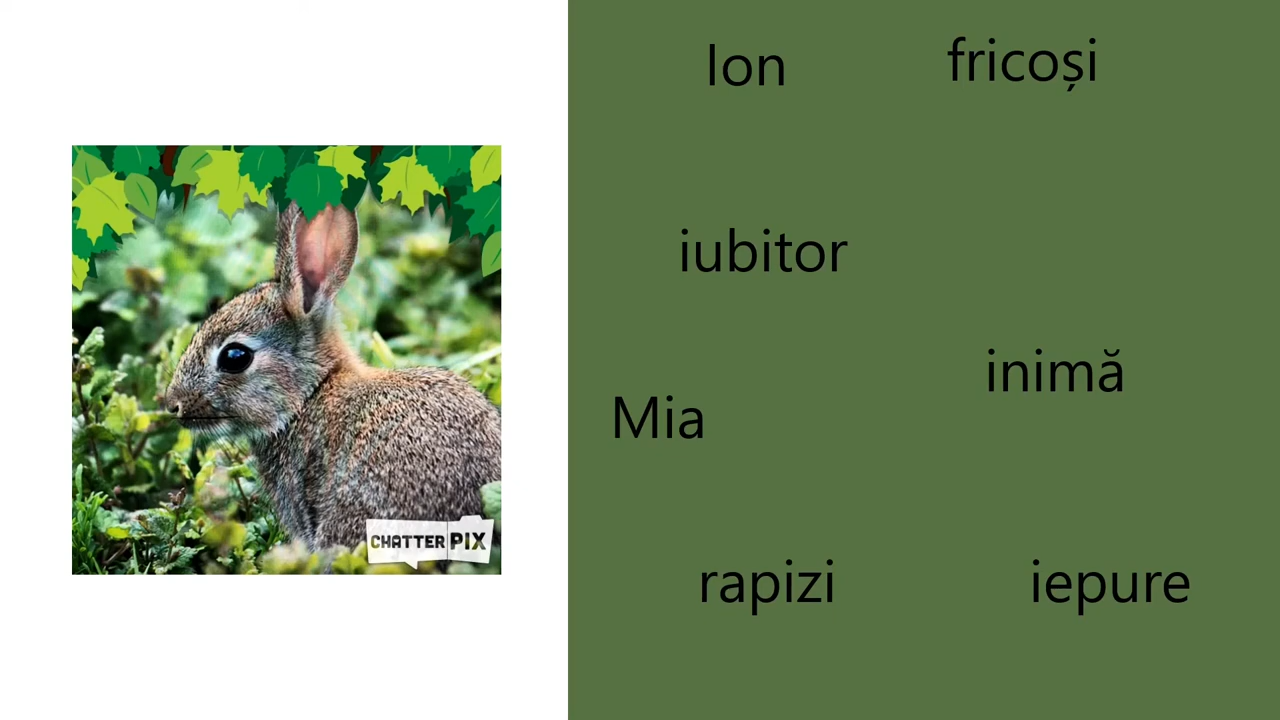 Ion
fricoși
iubitor
inimă
Mia
rapizi
iepure
CHATTER PIX